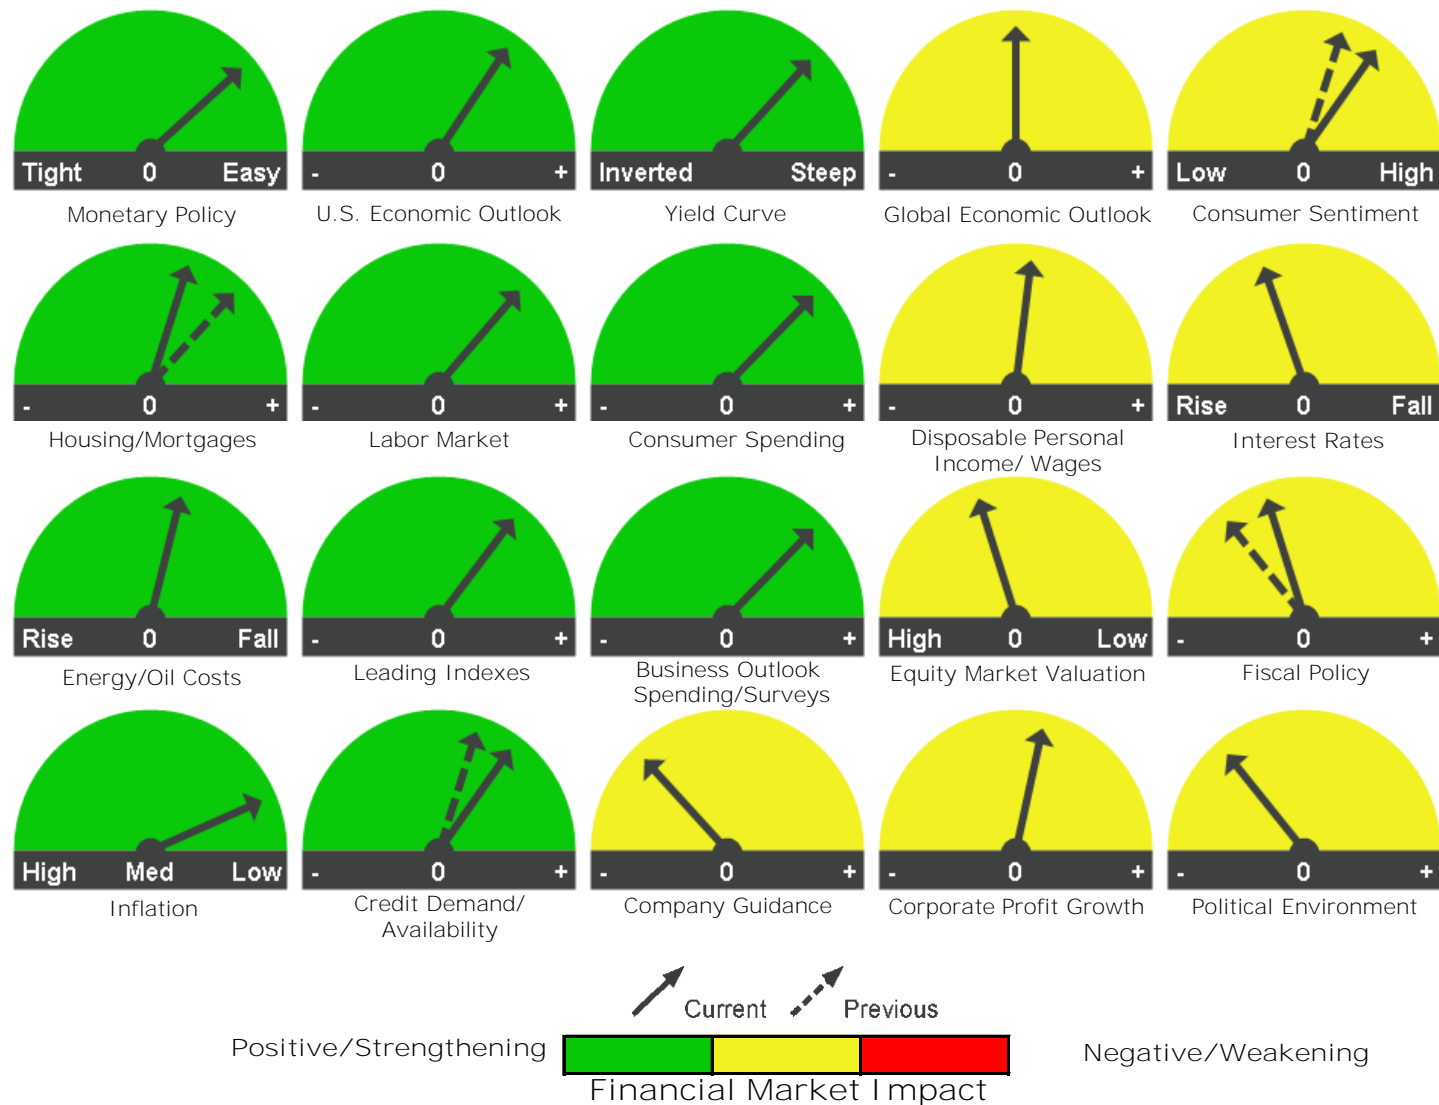 Tight 0 Easy
- 0 +
Inverted Steep
- 0 +
Low 0 High
Monetary Policy
U.S. Economic Outlook
Yield Curve
Global Economic Outlook
Consumer Sentiment
- 0 +
- 0 +
- 0 +
- 0 +
Rise 0 Fall
Housing/Mortgages
Labor Market
Consumer Spending
Disposable Personal
Income/ Wages
Interest Rates
Rise 0 Fall
- 0 +
- 0 +
High 0 Low
- 0 +
Energy/Oil Costs
Leading Indexes
Business Outlook
Spending/Surveys
Equity Market Valuation
Fiscal Policy
High Med Low
- 0 +
- 0 +
- 0 +
- 0 +
Inflation
Credit Demand/
Availability
Company Guidance
Corporate Profit Growth
Political Environment
Current Previous
Positive/Strengthening
Negative/Weakening
Financial Market Impact